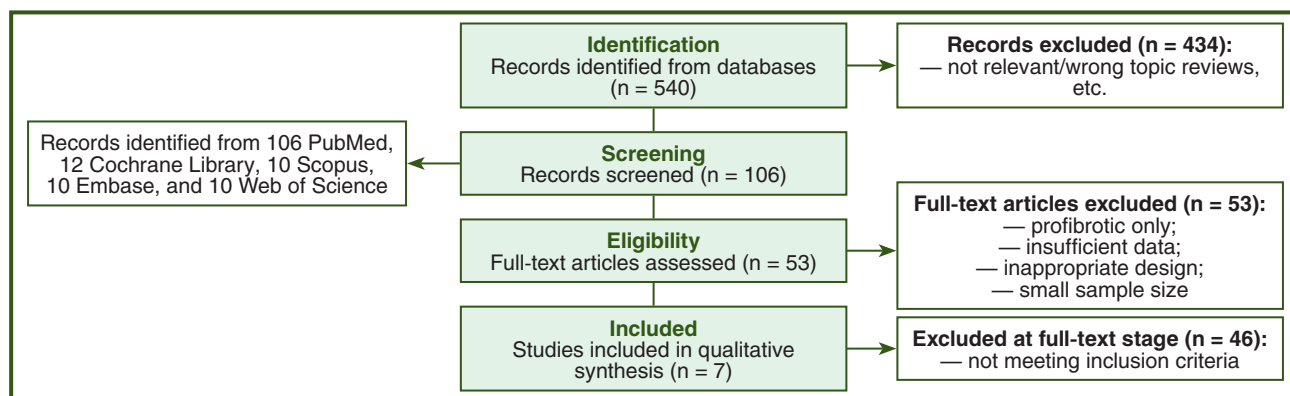 Identification
Records identified from databases
(n = 540)
Records excluded (n = 434):
— not relevant/wrong topic reviews,
etc.
Records identified from 106 PubMed,
12 Cochrane Library, 10 Scopus,
10 Embase, and 10 Web of Science
Screening
Records screened (n = 106)
Eligibility
Full-text articles assessed (n = 53)
Full-text articles excluded (n = 53):
— profibrotic only;
— insufficient data;
— inappropriate design;
— small sample size
Included
Studies included in qualitative
synthesis (n = 7)
Excluded at full-text stage (n = 46):
— not meeting inclusion criteria